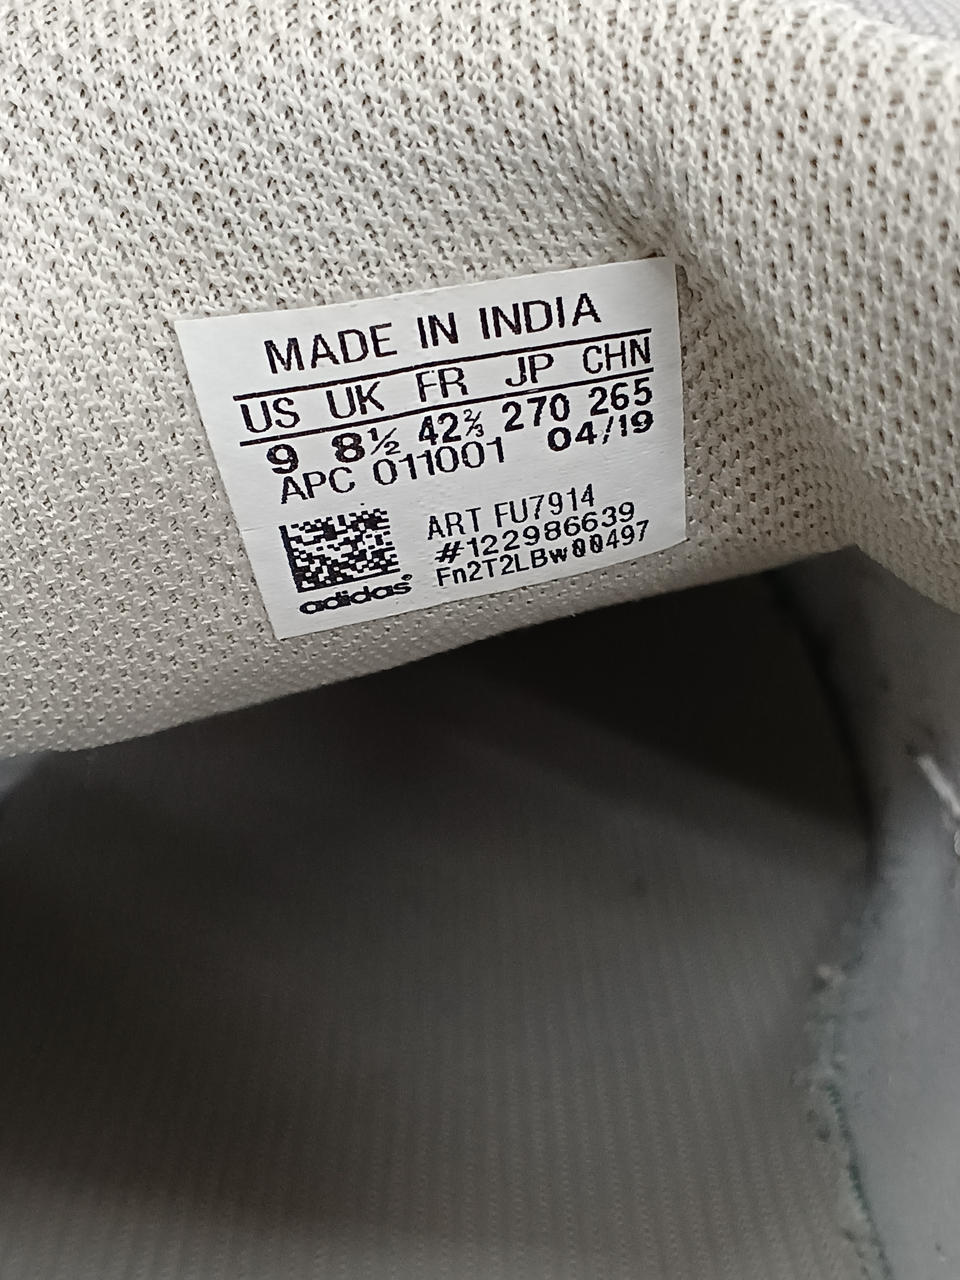 MADE IN INDIA
US UK FR JP CHN
9 8½ 42⅔ 270 265
APC 011001 04/19
ART FU7914
#122986639
Fn2T2LBw00497
adidas®